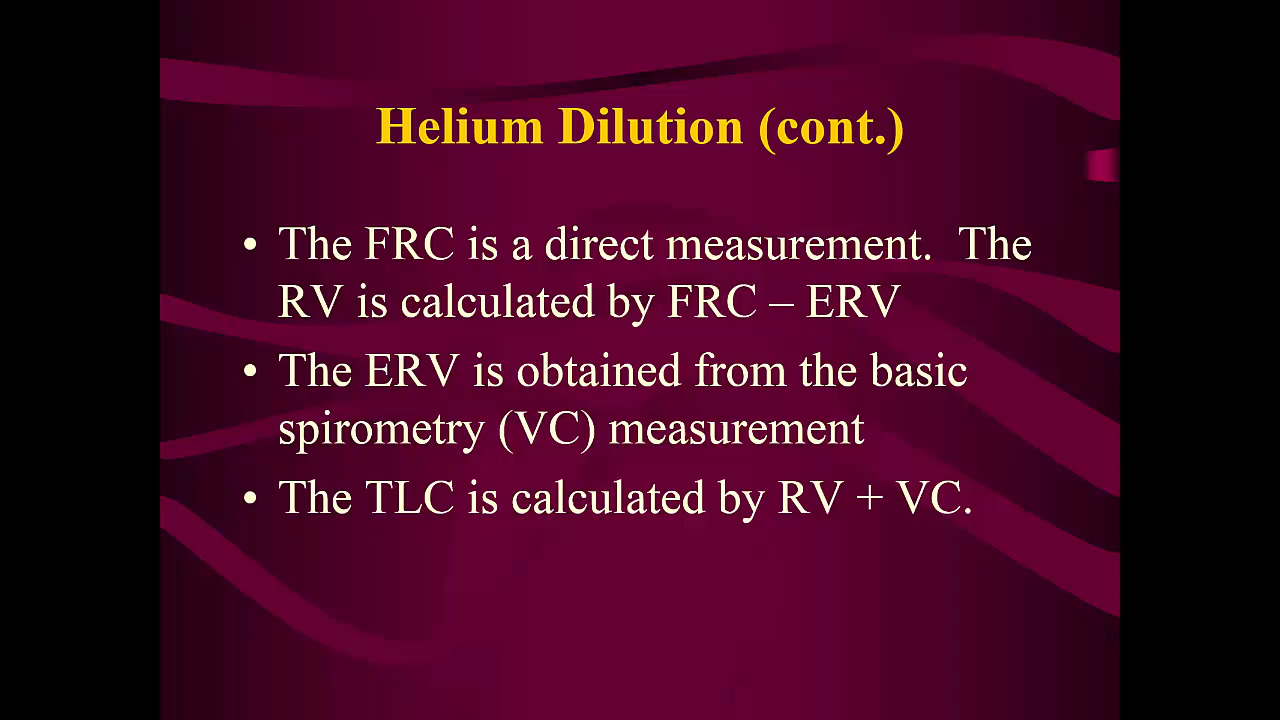 Helium Dilution (cont.)
• The FRC is a direct measurement.  The
RV is calculated by FRC – ERV
• The ERV is obtained from the basic
spirometry (VC) measurement
• The TLC is calculated by RV + VC.